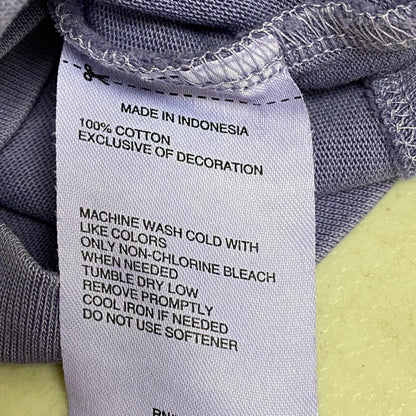 MADE IN INDONESIA
100% COTTON
EXCLUSIVE OF DECORATION
MACHINE WASH COLD WITH
LIKE COLORS
ONLY NON-CHLORINE BLEACH
WHEN NEEDED
TUMBLE DRY LOW
REMOVE PROMPTLY
COOL IRON IF NEEDED
DO NOT USE SOFTENER